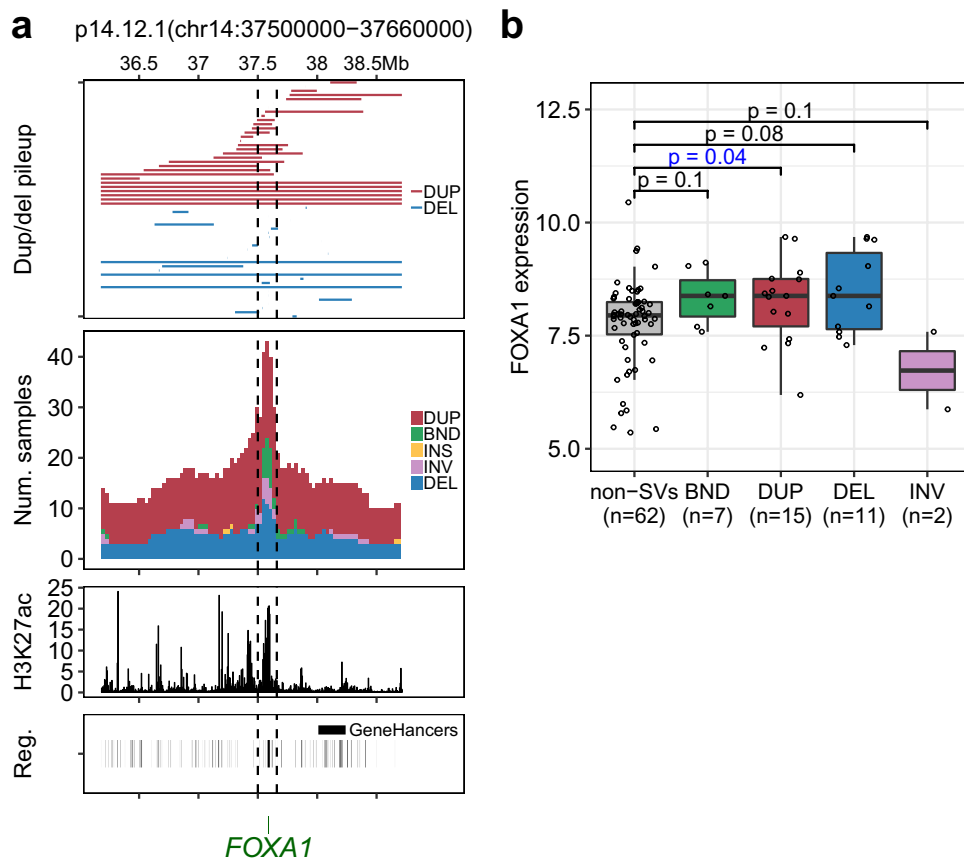 a
p14.12.1(chr14:37500000−37660000)
36.5 37 37.5 38 38.5Mb
Dup/del pileup
DUP
DEL
Num. samples
40
30
20
10
0
DUP
BND
INS
INV
DEL
H3K27ac
25
20
15
10
5
0
Reg.
GeneHancers
FOXA1
b
FOXA1 expression
12.5
10.0
7.5
5.0
p = 0.1
p = 0.08
p = 0.04
p = 0.1
non-SVs BND DUP DEL INV
(n=62) (n=7) (n=15) (n=11) (n=2)